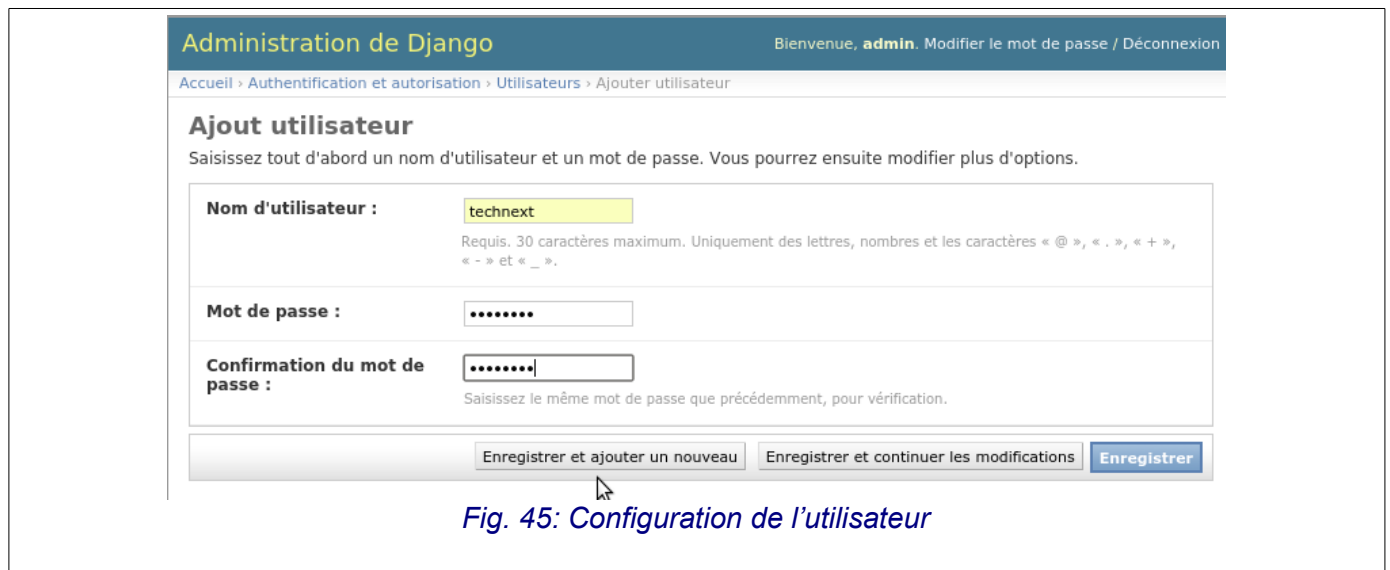 Administration de Django
Bienvenue, admin. Modifier le mot de passe / Déconnexion
Accueil › Authentification et autorisation › Utilisateurs › Ajouter utilisateur
Ajout utilisateur
Saisissez tout d'abord un nom d'utilisateur et un mot de passe. Vous pourrez ensuite modifier plus d'options.
Nom d'utilisateur :
technext
Requis. 30 caractères maximum. Uniquement des lettres, nombres et les caractères « @ », « . », « + »,
« - » et « _ ».
Mot de passe :
••••••••
Confirmation du mot de
passe :
••••••••
Saisissez le même mot de passe que précédemment, pour vérification.
Enregistrer et ajouter un nouveau
Enregistrer et continuer les modifications
Enregistrer
Fig. 45: Configuration de l’utilisateur